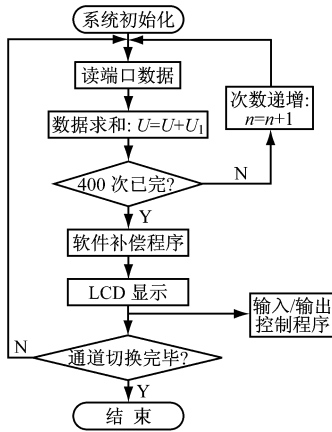 系统初始化
读端口数据
数据求和: U=U+U₁
次数递增:
n=n+1
400 次已完?
N
Y
软件补偿程序
LCD 显示
输入/输出
控制程序
通道切换完毕?
N
Y
结 束